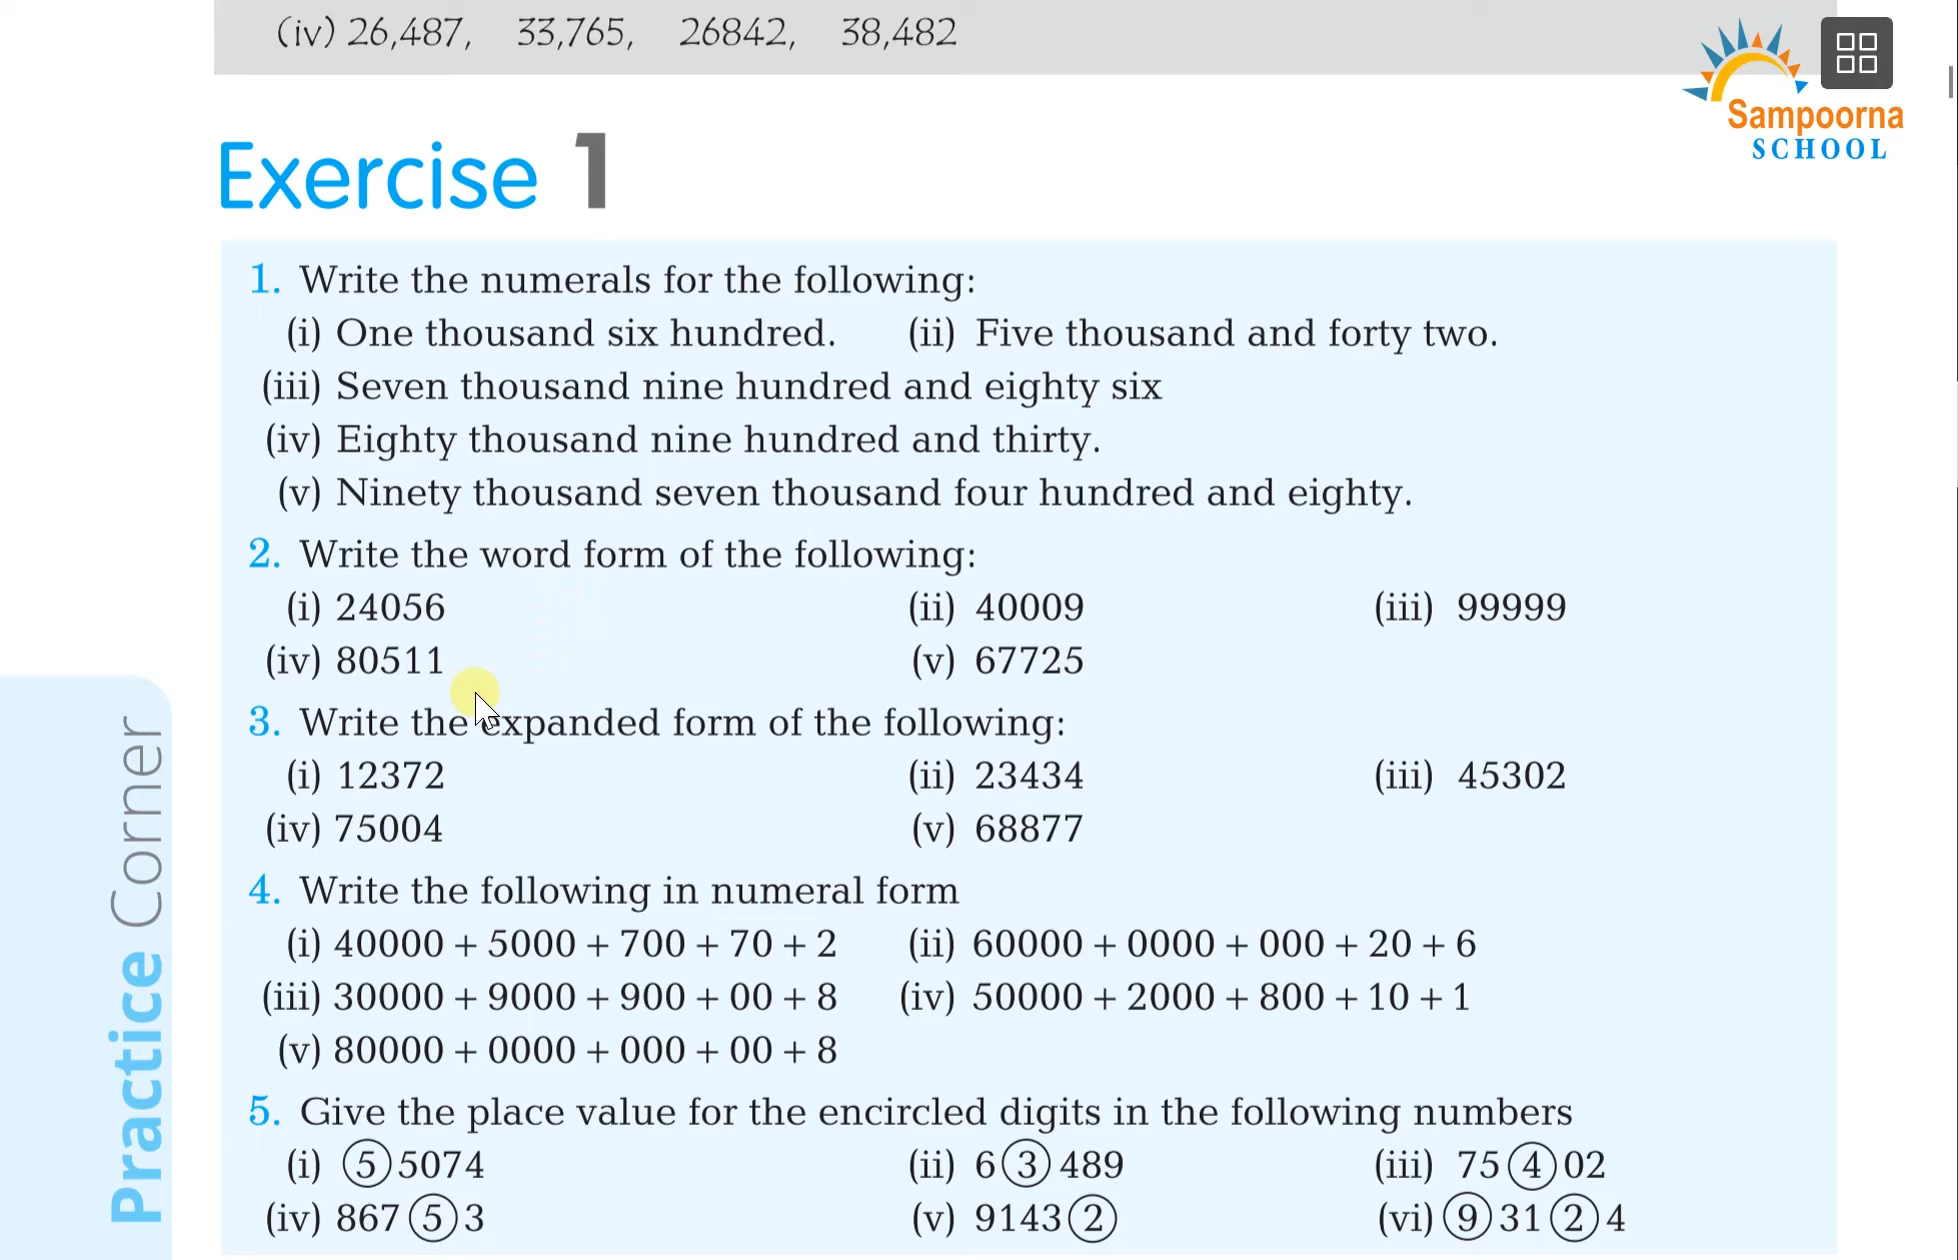 (iv) 26,487, 33,765, 26842, 38,482
Sampoorna
SCHOOL
Exercise 1
1. Write the numerals for the following:
(i) One thousand six hundred. (ii) Five thousand and forty two.
(iii) Seven thousand nine hundred and eighty six
(iv) Eighty thousand nine hundred and thirty.
(v) Ninety thousand seven thousand four hundred and eighty.
2. Write the word form of the following:
(i) 24056 (ii) 40009 (iii) 99999
(iv) 80511 (v) 67725
3. Write the expanded form of the following:
(i) 12372 (ii) 23434 (iii) 45302
(iv) 75004 (v) 68877
4. Write the following in numeral form
(i) 40000 + 5000 + 700 + 70 + 2 (ii) 60000 + 0000 + 000 + 20 + 6
(iii) 30000 + 9000 + 900 + 00 + 8 (iv) 50000 + 2000 + 800 + 10 + 1
(v) 80000 + 0000 + 000 + 00 + 8
5. Give the place value for the encircled digits in the following numbers
(i) 55074 (ii) 63489 (iii) 75402
(iv) 86753 (v) 91432 (vi) 93124
Practice Corner